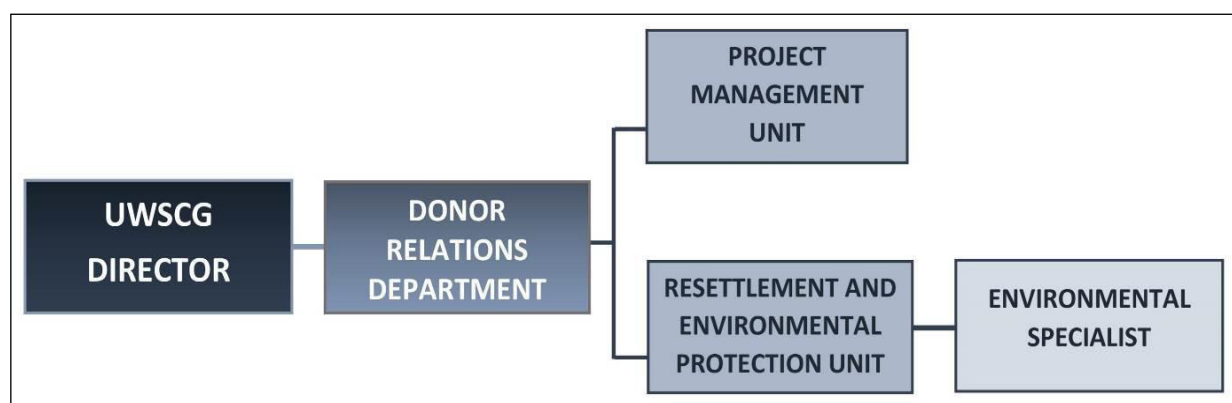 UWSCG
DIRECTOR
DONOR
RELATIONS
DEPARTMENT
PROJECT
MANAGEMENT
UNIT
RESETTLEMENT AND
ENVIRONMENTAL
PROTECTION UNIT
ENVIRONMENTAL
SPECIALIST